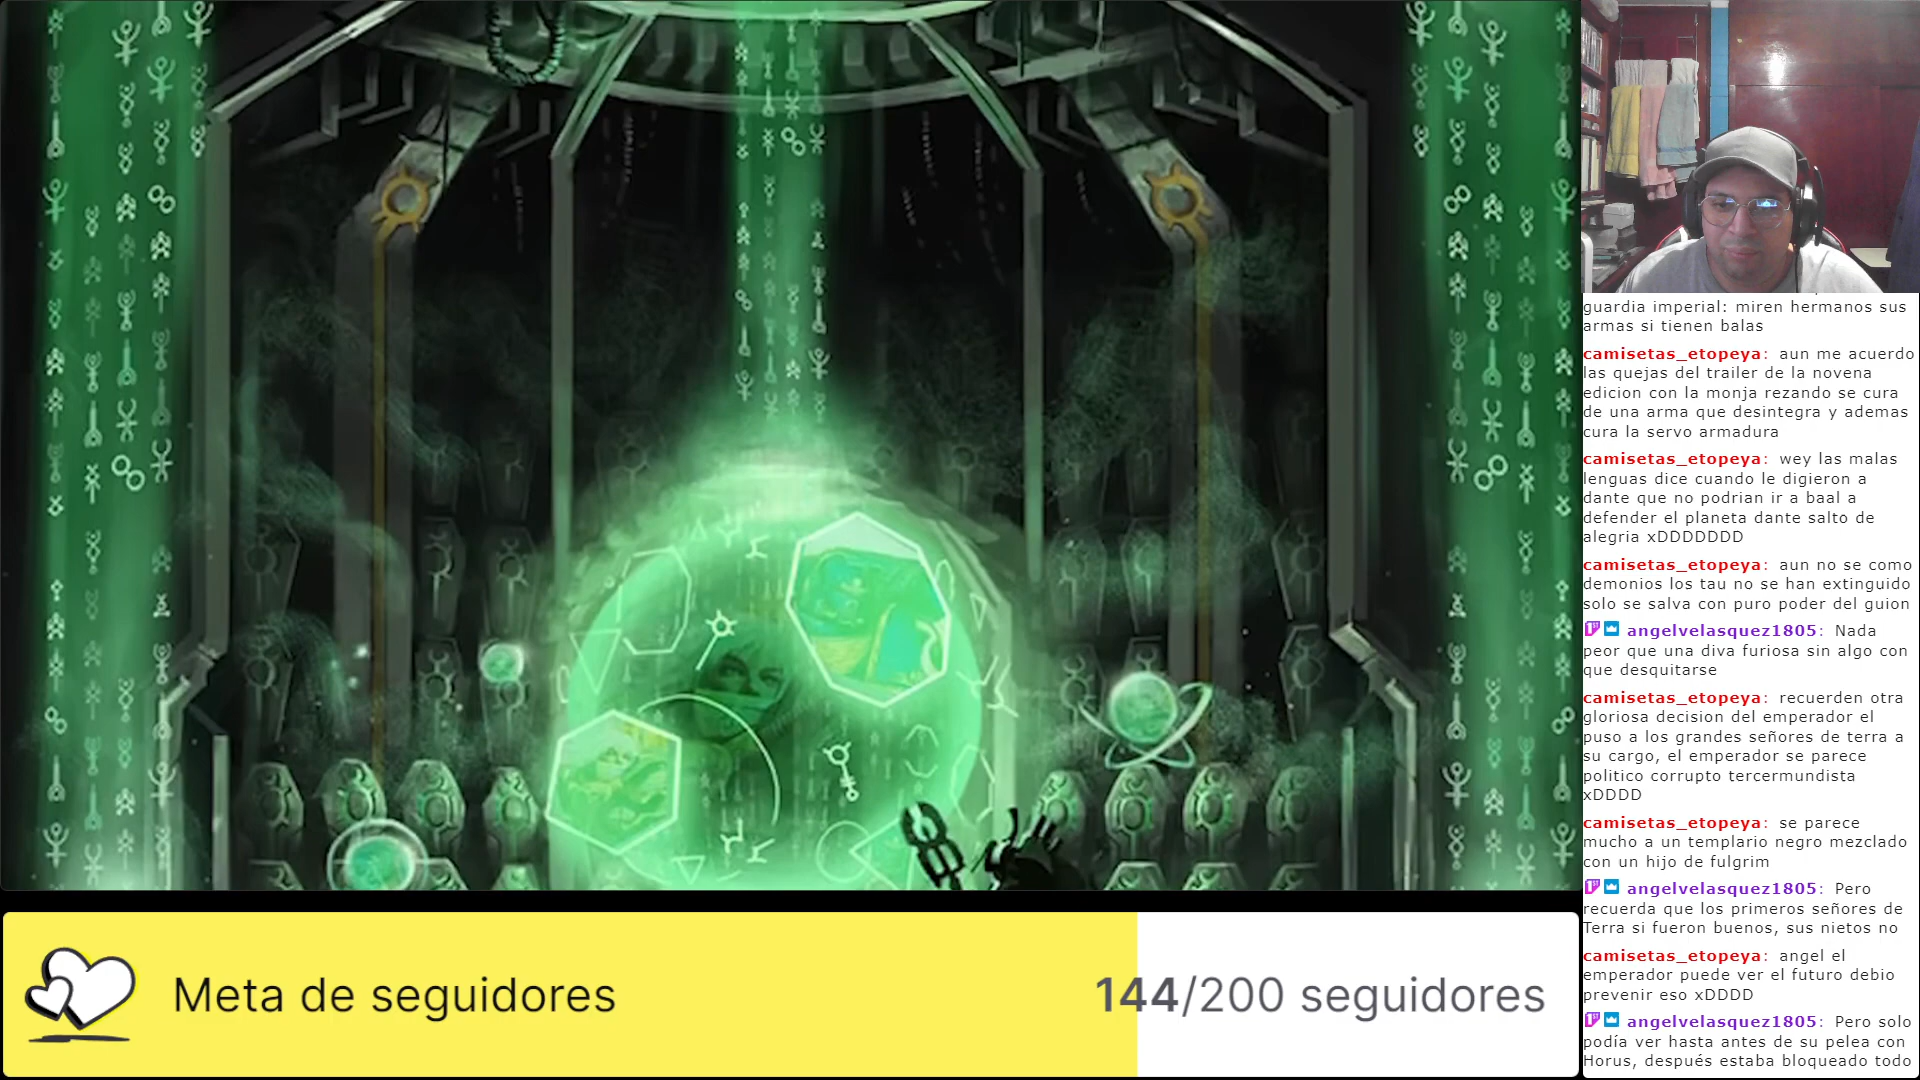 guardia imperial: miren hermanos sus
armas si tienen balas
camisetas_etopeya: aun me acuerdo
las quejas del trailer de la novena
edicion con la monja rezando se cura
de una arma que desintegra y ademas
cura la servo armadura
camisetas_etopeya: wey las malas
lenguas dice cuando le digieron a
dante que no podrian ir a baal a
defender el planeta dante salto de
alegria xDDDDDDD
camisetas_etopeya: aun no se como
demonios los tau no se han extinguido
solo se salva con puro poder del guion
angelvelasquez1805: Nada
peor que una diva furiosa sin algo con
que desquitarse
camisetas_etopeya: recuerden otra
gloriosa decision del emperador el
puso a los grandes señores de terra a
su cargo, el emperador se parece
politico corrupto tercermundista
xDDDD
camisetas_etopeya: se parece
mucho a un templario negro mezclado
con un hijo de fulgrim
angelvelasquez1805: Pero
recuerda que los primeros señores de
Terra si fueron buenos, sus nietos no
camisetas_etopeya: angel el
emperador puede ver el futuro debio
prevenir eso xDDDD
angelvelasquez1805: Pero solo
podía ver hasta antes de su pelea con
Horus, después estaba bloqueado todo
Meta de seguidores
144/200 seguidores